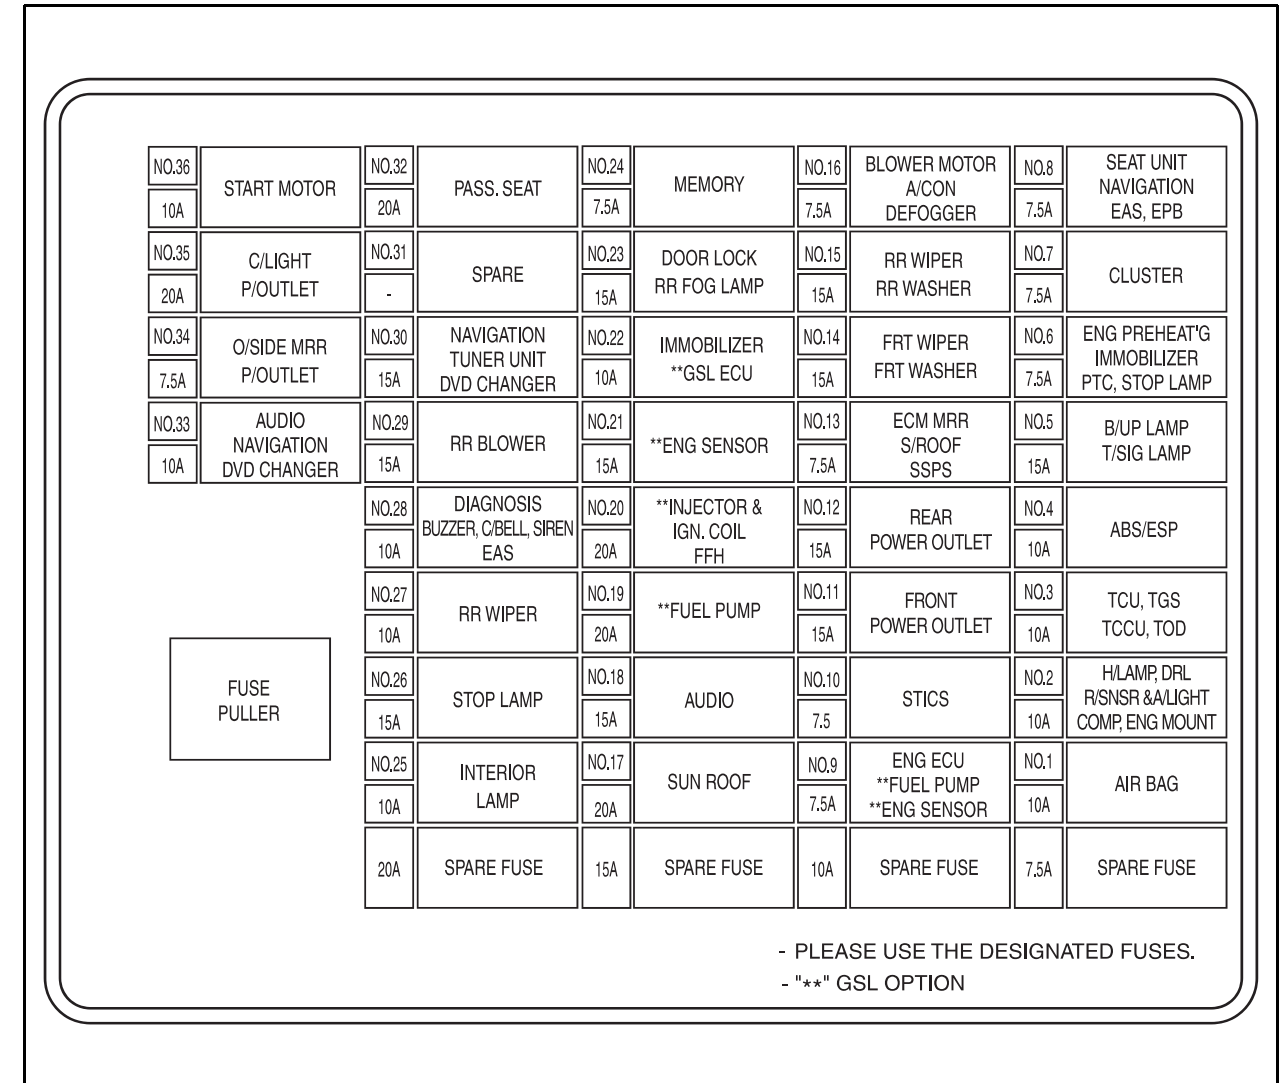 NO.36
10A
START MOTOR
NO.35
20A
C/LIGHT
P/OUTLET
NO.34
7.5A
O/SIDE MRR
P/OUTLET
NO.33
10A
AUDIO
NAVIGATION
DVD CHANGER
FUSE
PULLER
NO.32
20A
PASS. SEAT
NO.31
-
SPARE
NO.30
15A
NAVIGATION
TUNER UNIT
DVD CHANGER
NO.29
15A
RR BLOWER
NO.28
10A
DIAGNOSIS
BUZZER, C/BELL, SIREN
EAS
NO.27
10A
RR WIPER
NO.26
15A
STOP LAMP
NO.25
10A
INTERIOR
LAMP
20A
SPARE FUSE
NO.24
7.5A
MEMORY
NO.23
15A
DOOR LOCK
RR FOG LAMP
NO.22
10A
IMMOBILIZER
**GSL ECU
NO.21
15A
**ENG SENSOR
NO.20
20A
**INJECTOR &
IGN. COIL
FFH
NO.19
20A
**FUEL PUMP
NO.18
15A
AUDIO
NO.17
20A
SUN ROOF
15A
SPARE FUSE
NO.16
7.5A
BLOWER MOTOR
A/CON
DEFOGGER
NO.15
15A
RR WIPER
RR WASHER
NO.14
15A
FRT WIPER
FRT WASHER
NO.13
7.5A
ECM MRR
S/ROOF
SSPS
NO.12
15A
REAR
POWER OUTLET
NO.11
15A
FRONT
POWER OUTLET
NO.10
7.5
STICS
NO.9
7.5A
ENG ECU
**FUEL PUMP
**ENG SENSOR
10A
SPARE FUSE
NO.8
7.5A
SEAT UNIT
NAVIGATION
EAS, EPB
NO.7
7.5A
CLUSTER
NO.6
7.5A
ENG PREHEAT'G
IMMOBILIZER
PTC, STOP LAMP
NO.5
15A
B/UP LAMP
T/SIG LAMP
NO.4
10A
ABS/ESP
NO.3
10A
TCU, TGS
TCCU, TOD
NO.2
10A
H/LAMP, DRL
R/SNSR &A/LIGHT
COMP, ENG MOUNT
NO.1
10A
AIR BAG
7.5A
SPARE FUSE
- PLEASE USE THE DESIGNATED FUSES.
- "**" GSL OPTION